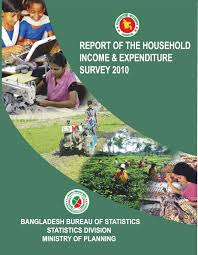 REPORT OF THE HOUSEHOLD
INCOME & EXPENDITURE
SURVEY 2010
BANGLADESH BUREAU OF STATISTICS
STATISTICS DIVISION
MINISTRY OF PLANNING